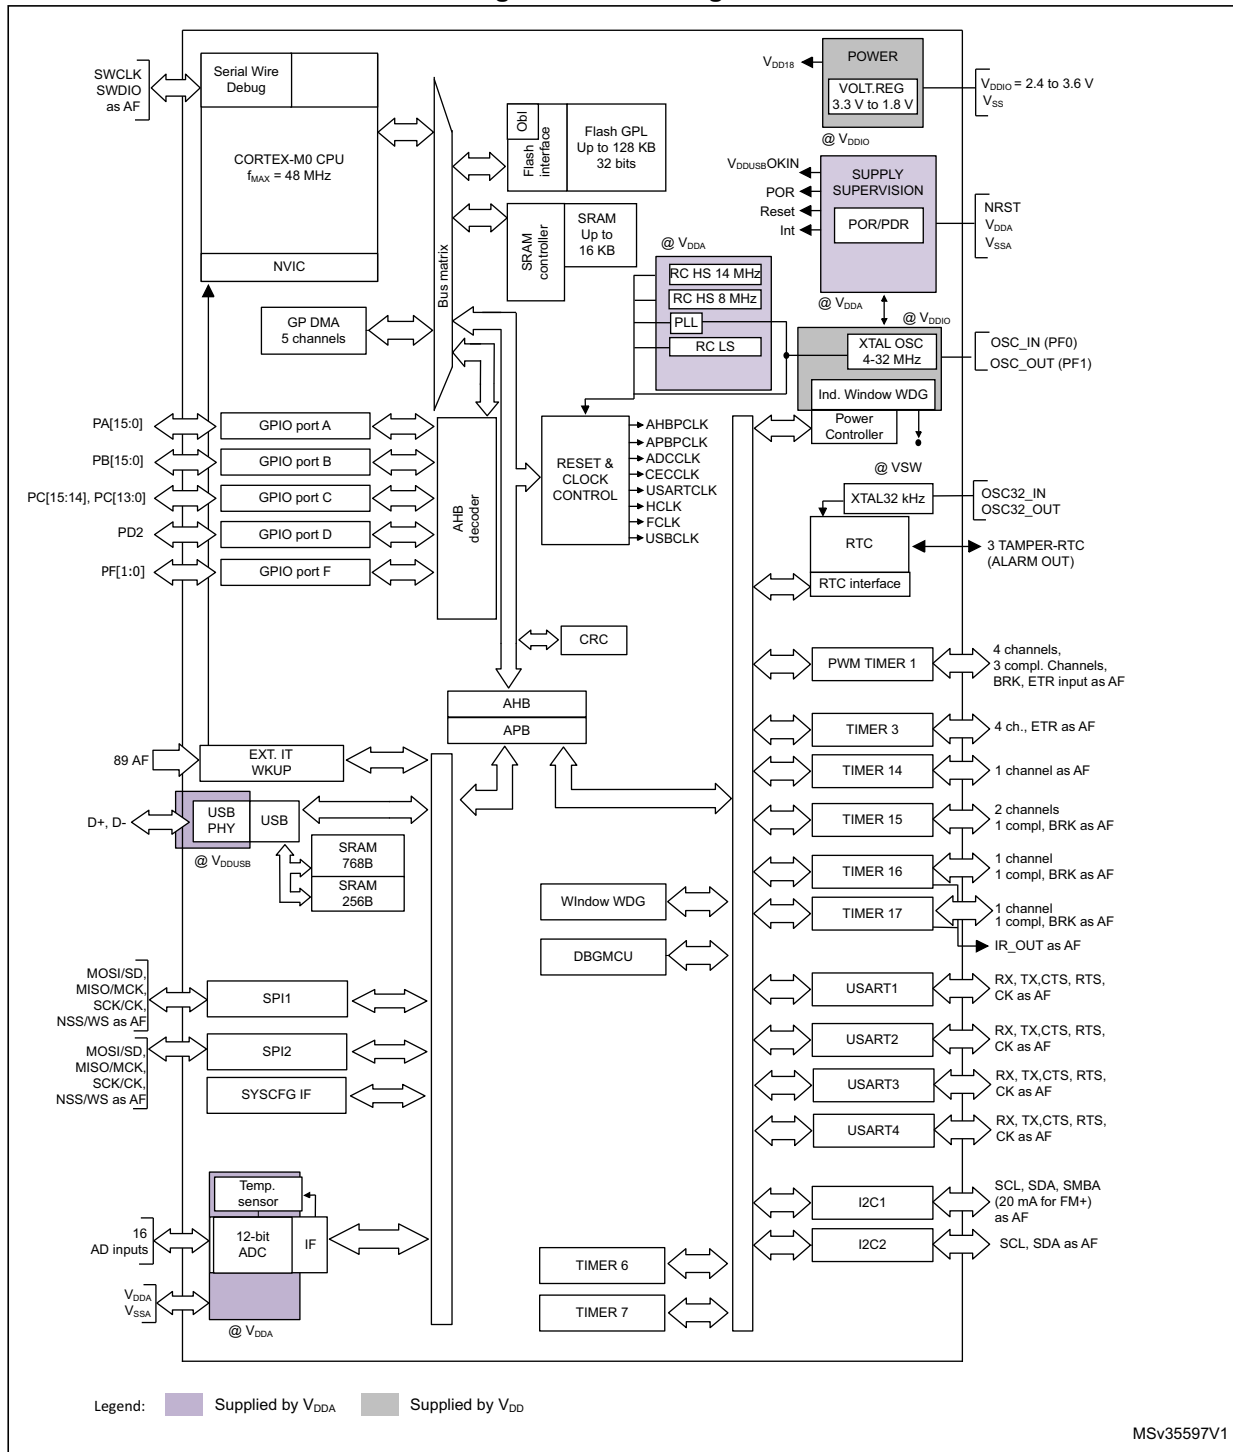 SWCLK
SWDIO
as AF
Serial Wire
Debug
CORTEX-M0 CPU
fMAX = 48 MHz
NVIC
Bus matrix
Obl
Flash
interface
Flash GPL
Up to 128 KB
32 bits
SRAM
controller
SRAM
Up to
16 KB
GP DMA
5 channels
VDD18
POWER
VOLT.REG
3.3 V to 1.8 V
@ VDDIO
VDDIO = 2.4 to 3.6 V
VSS
VDDUSBOKIN
POR
Reset
Int
SUPPLY
SUPERVISION
POR/PDR
@ VDDA
NRST
VDDA
VSSA
@ VDDA
RC HS 14 MHz
RC HS 8 MHz
PLL
RC LS
@ VDDIO
XTAL OSC
4-32 MHz
Ind. Window WDG
Power
Controller
OSC_IN (PF0)
OSC_OUT (PF1)
PA[15:0]
GPIO port A
PB[15:0]
GPIO port B
PC[15:14], PC[13:0]
GPIO port C
PD2
GPIO port D
PF[1:0]
GPIO port F
AHB
decoder
RESET &
CLOCK
CONTROL
AHBPCLK
APBPCLK
ADCCLK
CECCLK
USARTCLK
HCLK
FCLK
USBCLK
@ VSW
XTAL32 kHz
OSC32_IN
OSC32_OUT
RTC
RTC interface
3 TAMPER-RTC
(ALARM OUT)
CRC
AHB
APB
PWM TIMER 1
4 channels,
3 compl. Channels,
BRK, ETR input as AF
TIMER 3
4 ch., ETR as AF
TIMER 14
1 channel as AF
TIMER 15
2 channels
1 compl, BRK as AF
TIMER 16
1 channel
1 compl, BRK as AF
TIMER 17
1 channel
1 compl, BRK as AF
IR_OUT as AF
89 AF
EXT. IT
WKUP
D+, D-
USB
PHY
USB
@ VDDUSB
SRAM
768B
SRAM
256B
WIndow WDG
DBGMCU
MOSI/SD,
MISO/MCK,
SCK/CK,
NSS/WS as AF
SPI1
MOSI/SD,
MISO/MCK,
SCK/CK,
NSS/WS as AF
SPI2
SYSCFG IF
USART1
RX, TX,CTS, RTS,
CK as AF
USART2
RX, TX,CTS, RTS,
CK as AF
USART3
RX, TX,CTS, RTS,
CK as AF
USART4
RX, TX,CTS, RTS,
CK as AF
Temp.
sensor
16
AD inputs
12-bit
ADC
IF
VDDA
VSSA
@ VDDA
I2C1
SCL, SDA, SMBA
(20 mA for FM+)
as AF
I2C2
SCL, SDA as AF
TIMER 6
TIMER 7
Legend:
Supplied by VDDA
Supplied by VDD
MSv35597V1